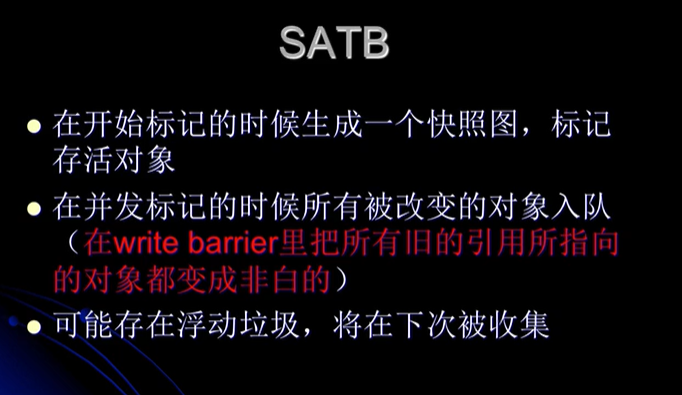 SATB
在开始标记的时候生成一个快照图，标记
存活对象
在并发标记的时候所有被改变的对象入队
（在write barrier里把所有旧的引用所指向
的对象都变成非白的）
可能存在浮动垃圾，将在下次被收集